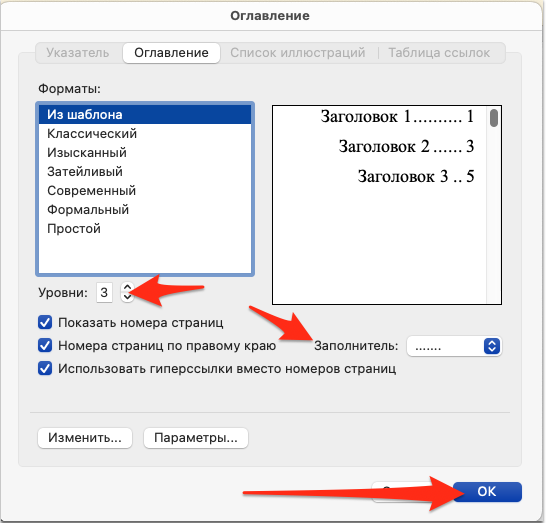 Оглавление
Указатель Оглавление Список иллюстраций Таблица ссылок
Форматы:
Из шаблона
Классический
Изысканный
Затейливый
Современный
Формальный
Простой
Заголовок 1.......... 1
Заголовок 2 ...... 3
Заголовок 3 .. 5
Уровни: 3
Показать номера страниц
Номера страниц по правому краю Заполнитель: .......
Использовать гиперссылки вместо номеров страниц
Изменить... Параметры...
OK